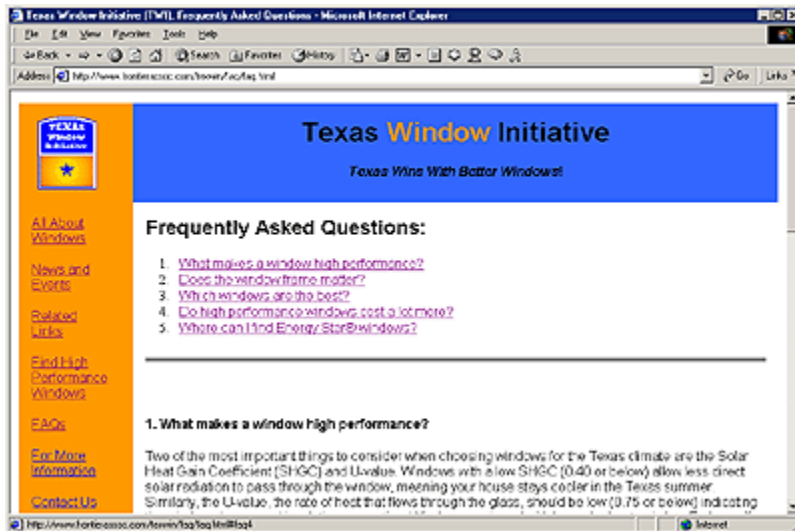 Texas Window Initiative (TWI), Frequently Asked Questions - Microsoft Internet Explorer
File Edit View Favorites Tools Help
Back Search Favorites History
Address Go Links
TEXAS
Window
Initiative
Texas Window Initiative
Texas Wins With Better Windows!
All About
Windows
News and
Events
Related
Links
Find High
Performance
Windows
FAQs
For More
Information
Contact Us
Frequently Asked Questions:
1. What makes a window high performance?
2. Does the window frame matter?
3. Which windows are the best?
4. Do high performance windows cost a lot more?
5. Where can I find Energy Star® windows?
1. What makes a window high performance?
Two of the most important things to consider when choosing windows for the Texas climate are the Solar
Heat Gain Coefficient (SHGC) and U-value. Windows with a low SHGC (0.40 or below) allow less direct
solar radiation to pass through the window, meaning your house stays cooler in the Texas summer
Similarly, the U-value, the rate of heat that flows through the glass, should be low (0.75 or below) indicating
Internet